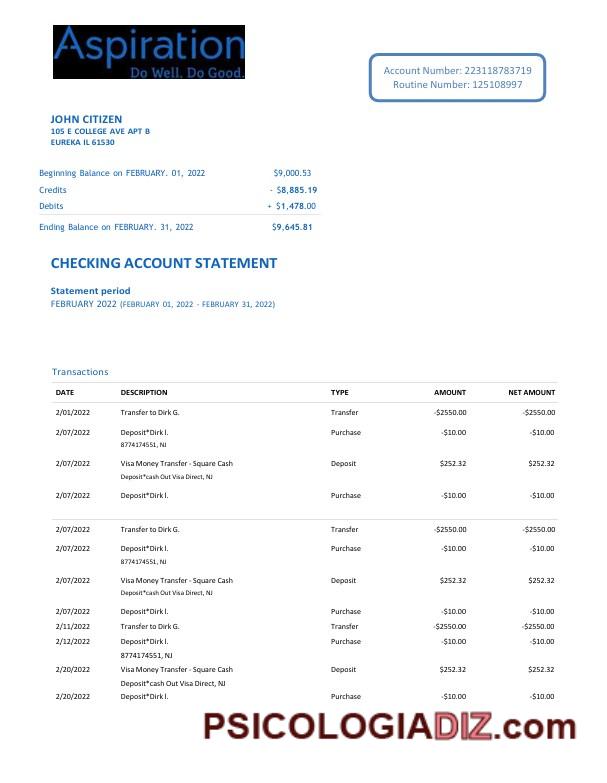 Aspiration
Do Well. Do Good.
Account Number: 223118783719
Routine Number: 125108997
JOHN CITIZEN
105 E COLLEGE AVE APT B
EUREKA IL 61530
Beginning Balance on FEBRUARY. 01, 2022 $9,000.53
Credits - $8,885.19
Debits + $1,478.00
Ending Balance on FEBRUARY. 31, 2022 $9,645.81
CHECKING ACCOUNT STATEMENT
Statement period
FEBRUARY 2022 (FEBRUARY 01, 2022 - FEBRUARY 31, 2022)
Transactions
DATE DESCRIPTION TYPE AMOUNT NET AMOUNT
2/01/2022 Transfer to Dirk G. Transfer -$2550.00 -$2550.00
2/07/2022 Deposit*Dirk l. Purchase -$10.00 -$10.00
8774174551, NJ
2/07/2022 Visa Money Transfer - Square Cash Deposit $252.32 $252.32
Deposit*cash Out Visa Direct, NJ
2/07/2022 Deposit*Dirk l. Purchase -$10.00 -$10.00
2/07/2022 Transfer to Dirk G. Transfer -$2550.00 -$2550.00
2/07/2022 Deposit*Dirk l. Purchase -$10.00 -$10.00
8774174551, NJ
2/07/2022 Visa Money Transfer - Square Cash Deposit $252.32 $252.32
Deposit*cash Out Visa Direct, NJ
2/07/2022 Deposit*Dirk l. Purchase -$10.00 -$10.00
2/11/2022 Transfer to Dirk G. Transfer -$2550.00 -$2550.00
2/12/2022 Deposit*Dirk l. Purchase -$10.00 -$10.00
8774174551, NJ
2/20/2022 Visa Money Transfer - Square Cash Deposit $252.32 $252.32
Deposit*cash Out Visa Direct, NJ
2/20/2022 Deposit*Dirk l. Purchase -$10.00 -$10.00
PSICOLOGIADIZ.com